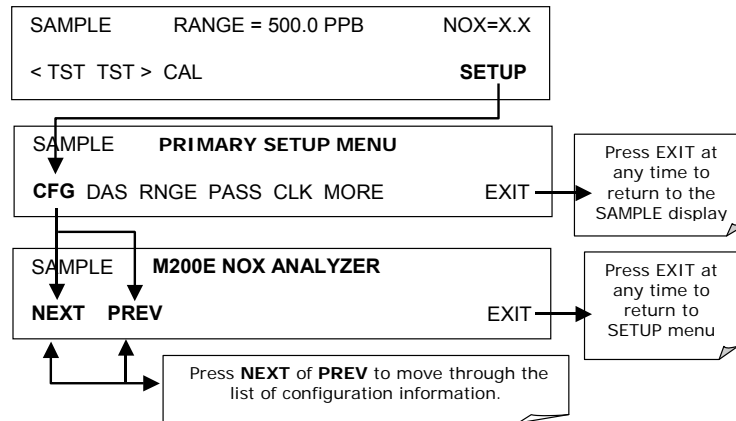 SAMPLE RANGE = 500.0 PPB NOX=X.X
< TST TST > CAL SETUP
SAMPLE PRIMARY SETUP MENU
CFG DAS RNGE PASS CLK MORE EXIT
Press EXIT at
any time to
return to the
SAMPLE display
SAMPLE M200E NOX ANALYZER
NEXT PREV EXIT
Press EXIT at
any time to
return to
SETUP menu
Press NEXT of PREV to move through the
list of configuration information.